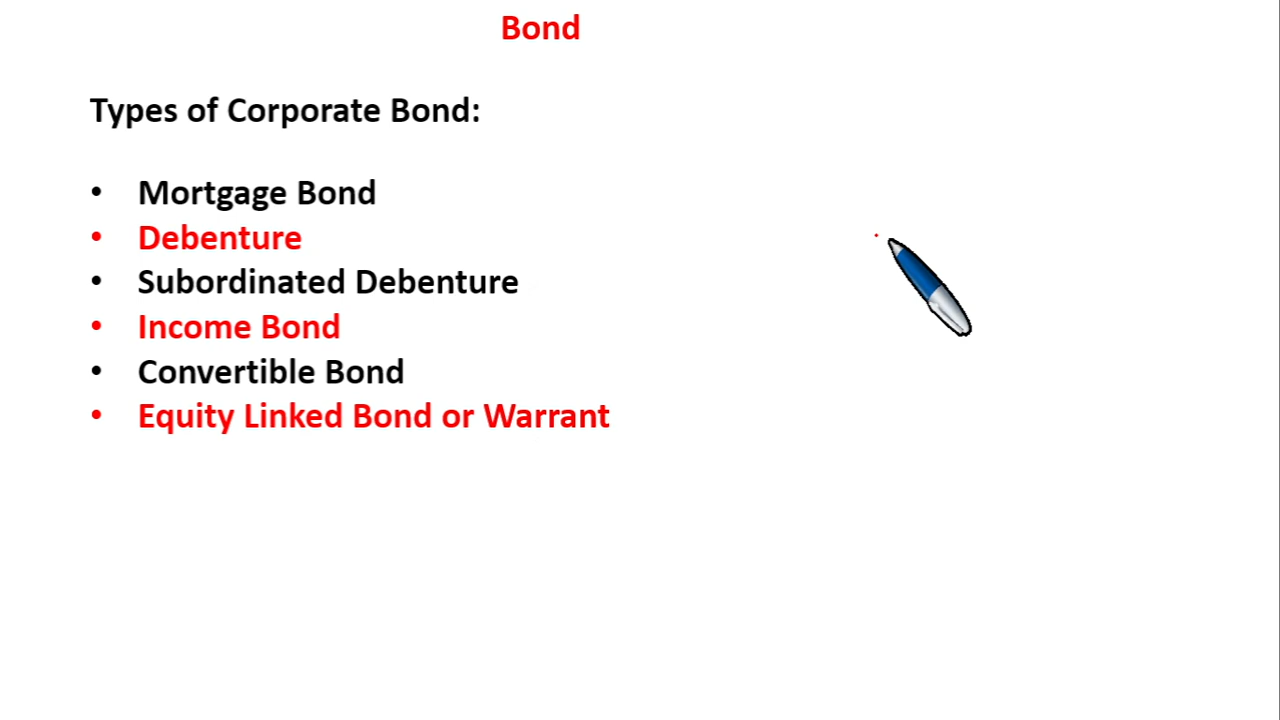 Bond
Types of Corporate Bond:
• Mortgage Bond
• Debenture
• Subordinated Debenture
• Income Bond
• Convertible Bond
• Equity Linked Bond or Warrant